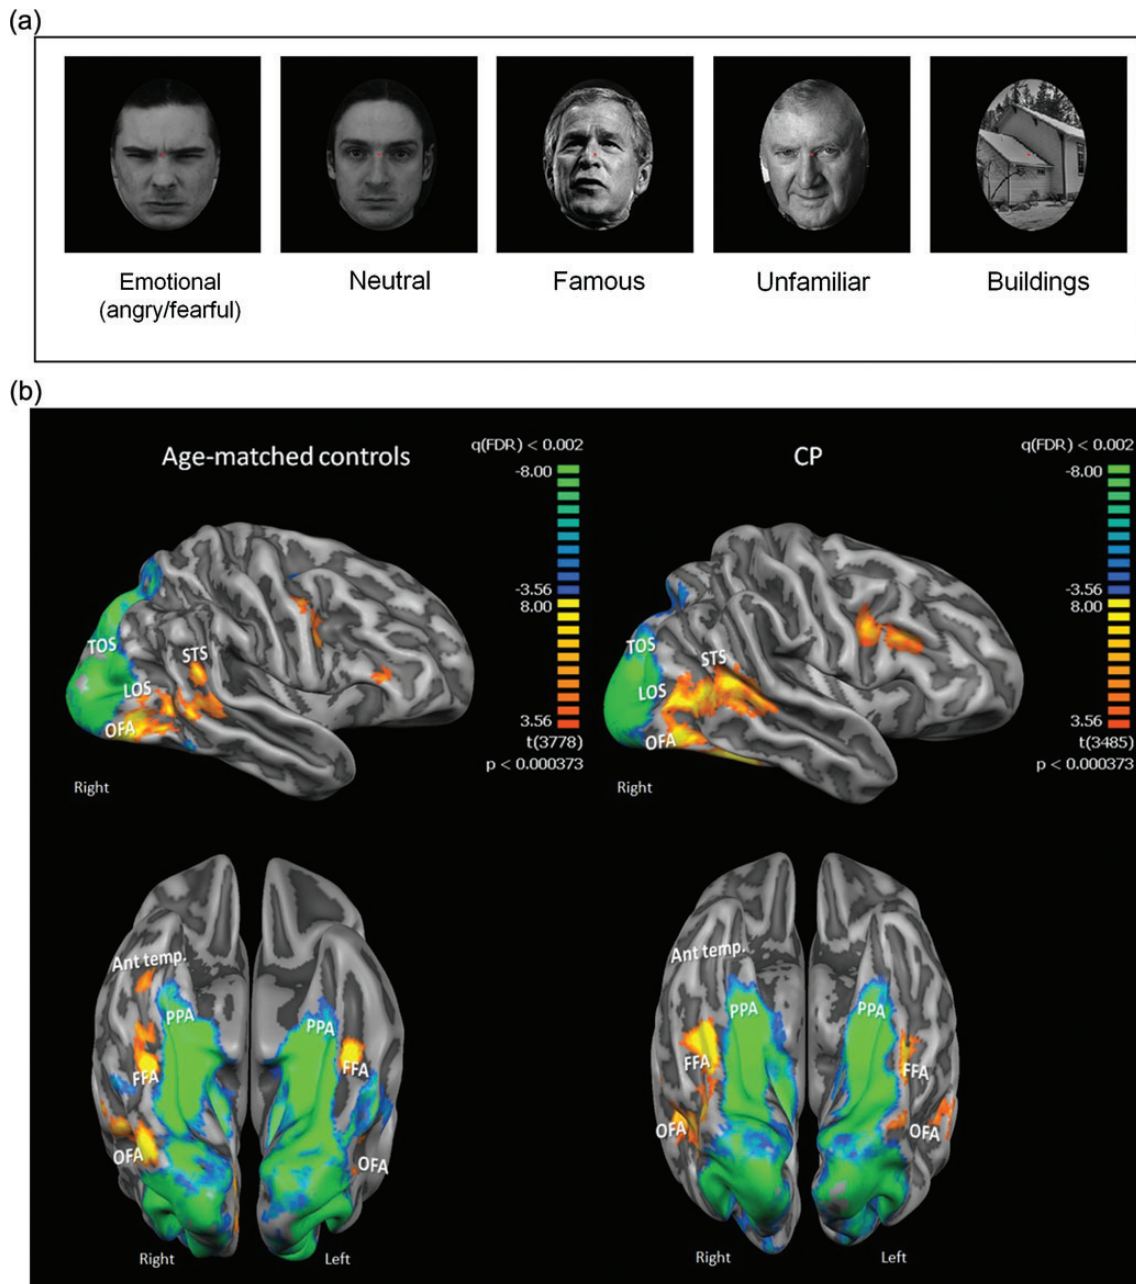 (a)
Emotional
(angry/fearful)
Neutral
Famous
Unfamiliar
Buildings
(b)
Age-matched controls
q(FDR) < 0.002
-8.00
-3.56
8.00
3.56
t(3778)
p < 0.000373
TOS
STS
LOS
OFA
Right
CP
q(FDR) < 0.002
-8.00
-3.56
8.00
3.56
t(3485)
p < 0.000373
TOS
STS
LOS
OFA
Right
Ant temp.
PPA
PPA
FFA
FFA
OFA
OFA
Right
Left
Ant temp.
PPA
PPA
FFA
FFA
OFA
OFA
Right
Left